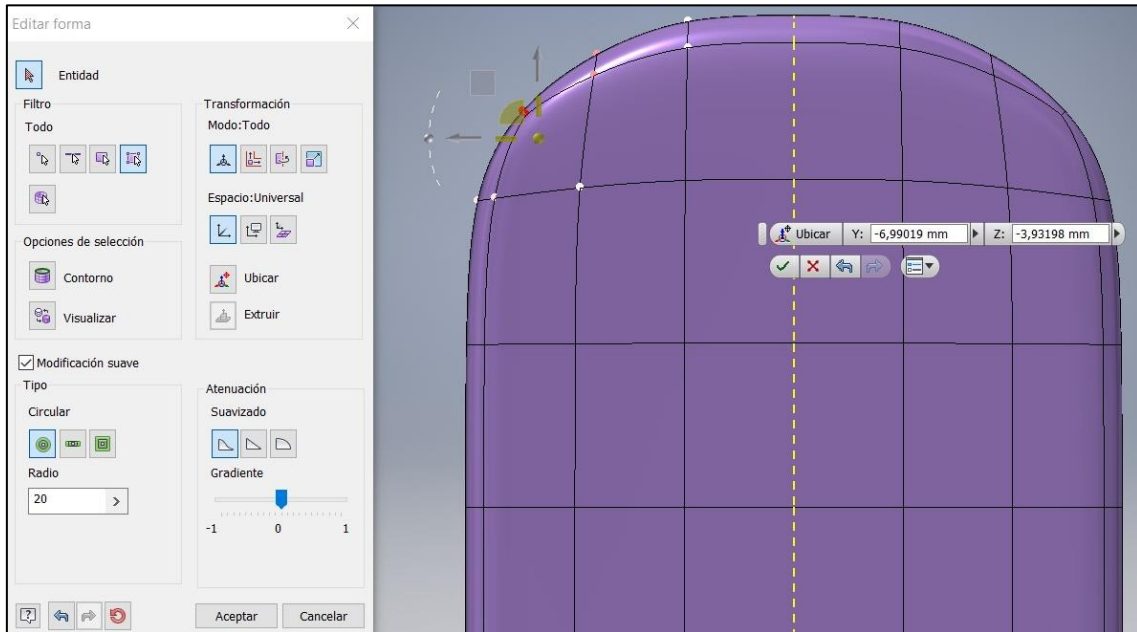 Editar forma
Entidad
Filtro
Todo
Opciones de selección
Contorno
Visualizar
Transformación
Modo:Todo
Espacio:Universal
Ubicar
Extruir
Modificación suave
Tipo
Circular
Radio
20
Atenuación
Suavizado
Gradiente
-1 0 1
Aceptar Cancelar
Ubicar Y: -6,99019 mm Z: -3,93198 mm